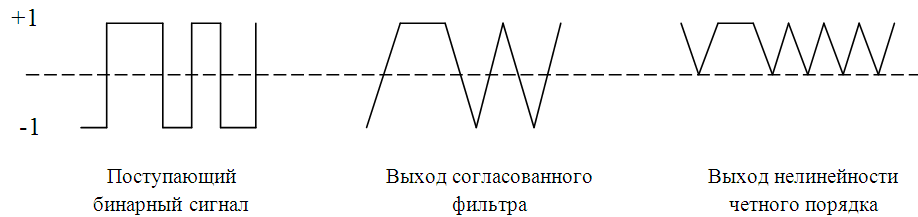 +1
-1
Поступающий
бинарный сигнал
Выход согласованного
фильтра
Выход нелинейности
четного порядка